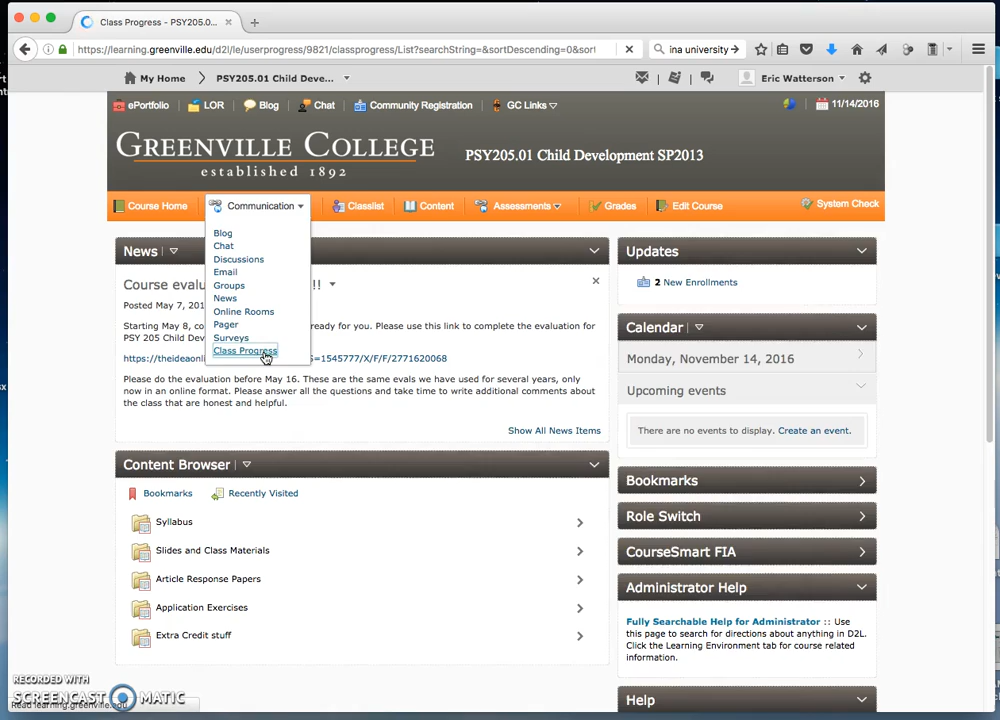 Class Progress - PSY205.01...
https://learning.greenville.edu/d2l/le/userprogress/9821/classprogress/List?searchString=&sortDescending=0&sort
ina university
My Home
PSY205.01 Child Deve...
Eric Watterson
ePortfolio LOR Blog Chat Community Registration GC Links 11/14/2016
GREENVILLE COLLEGE
established 1892
PSY205.01 Child Development SP2013
Course Home Communication Classlist Content Assessments Grades Edit Course System Check
Blog
Chat
Discussions
Email
Groups
News
Online Rooms
Pager
Surveys
Class Progress
News
Course evalu !!
Posted May 7, 201
Starting May 8, co ready for you. Please use this link to complete the evaluation for
PSY 205 Child Dev
https://theideaonli S=1545777/X/F/F/2771620068
Please do the evaluation before May 16. These are the same evals we have used for several years, only
now in an online format. Please answer all the questions and take time to write additional comments about
the class that are honest and helpful.
Show All News Items
Content Browser
Bookmarks Recently Visited
Syllabus
Slides and Class Materials
Article Response Papers
Application Exercises
Extra Credit stuff
Updates
2 New Enrollments
Calendar
Monday, November 14, 2016
Upcoming events
There are no events to display. Create an event.
Bookmarks
Role Switch
CourseSmart FIA
Administrator Help
Fully Searchable Help for Administrator :: Use
this page to search for directions about anything in D2L.
Click the Learning Environment tab for course related
information.
Help
RECORDED WITH
SCREENCAST MATIC
Read learning.greenville.edu